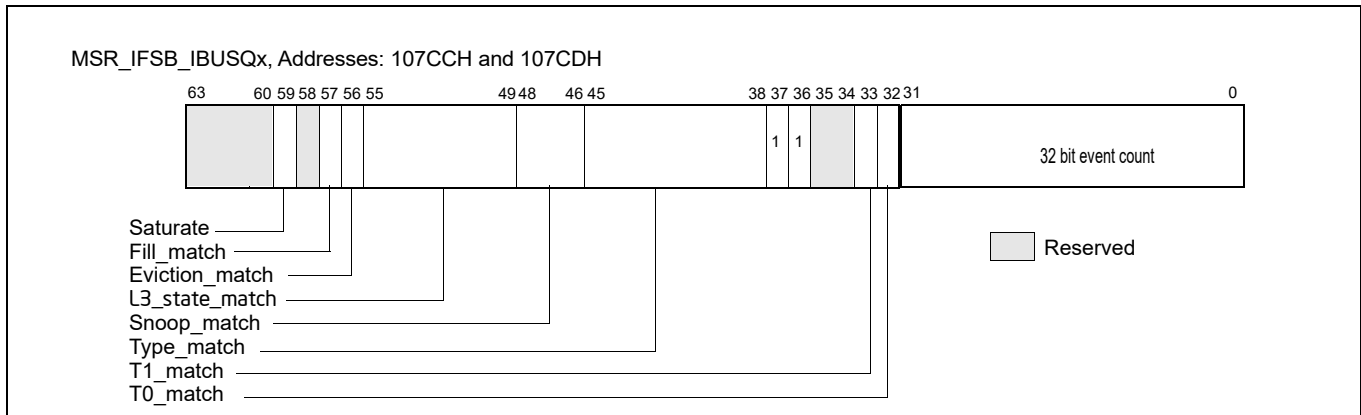 MSR_IFSB_IBUSQx, Addresses: 107CCH and 107CDH
63 60 59 58 57 56 55 49 48 46 45 38 37 36 35 34 33 32 31 0
1 1 32 bit event count
Saturate
Fill_match
Eviction_match
L3_state_match
Snoop_match
Type_match
T1_match
T0_match
Reserved